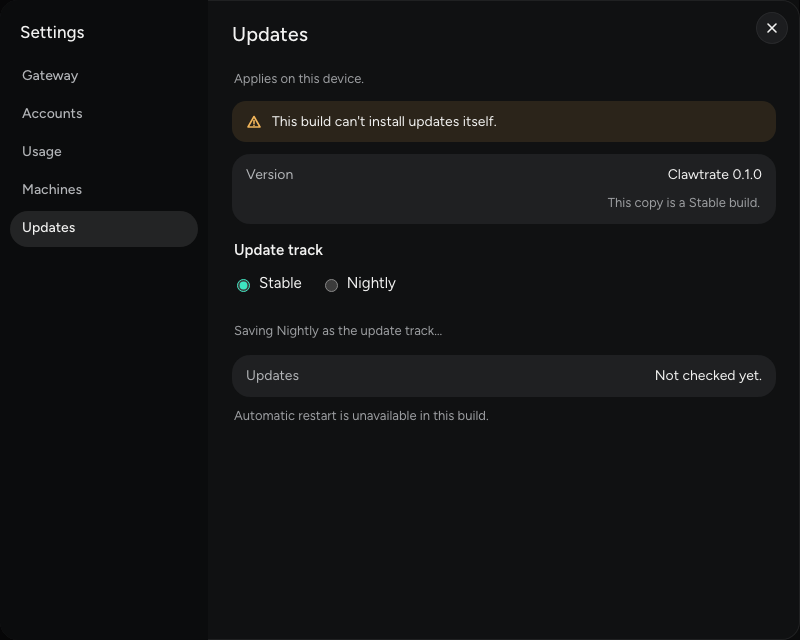 Settings
Gateway
Accounts
Usage
Machines
Updates
Updates
Applies on this device.
This build can't install updates itself.
Version
Clawtrate 0.1.0
This copy is a Stable build.
Update track
Stable
Nightly
Saving Nightly as the update track...
Updates
Not checked yet.
Automatic restart is unavailable in this build.